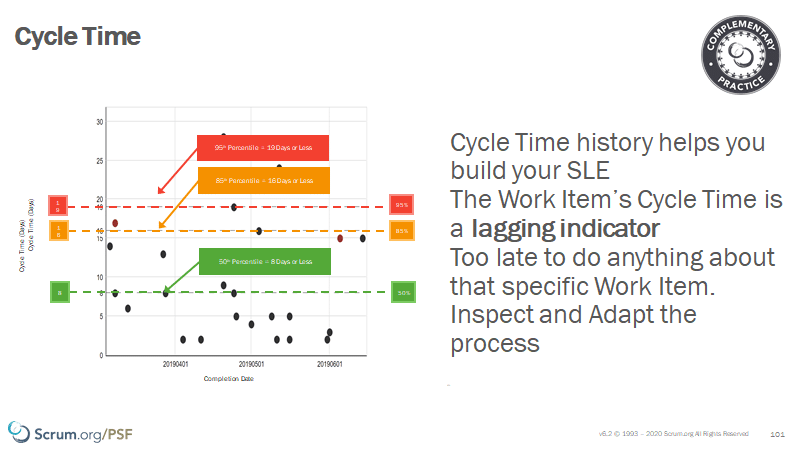 Cycle Time
COMPLEMENTARY
PRACTICE
30
25
20
19
16
15
10
8
5
0
Cycle Time (Days)
Cycle Time (Days)
95th Percentile = 19 Days or Less
85th Percentile = 16 Days or Less
50th Percentile = 8 Days or Less
1
9
1
6
8
95%
85%
50%
20190401
20190501
20190601
Completion Date
Cycle Time history helps you
build your SLE
The Work Item’s Cycle Time is
a lagging indicator
Too late to do anything about
that specific Work Item.
Inspect and Adapt the
process
Scrum.org/PSF
v5.2 © 1993 – 2020 Scrum.org All Rights Reserved
101